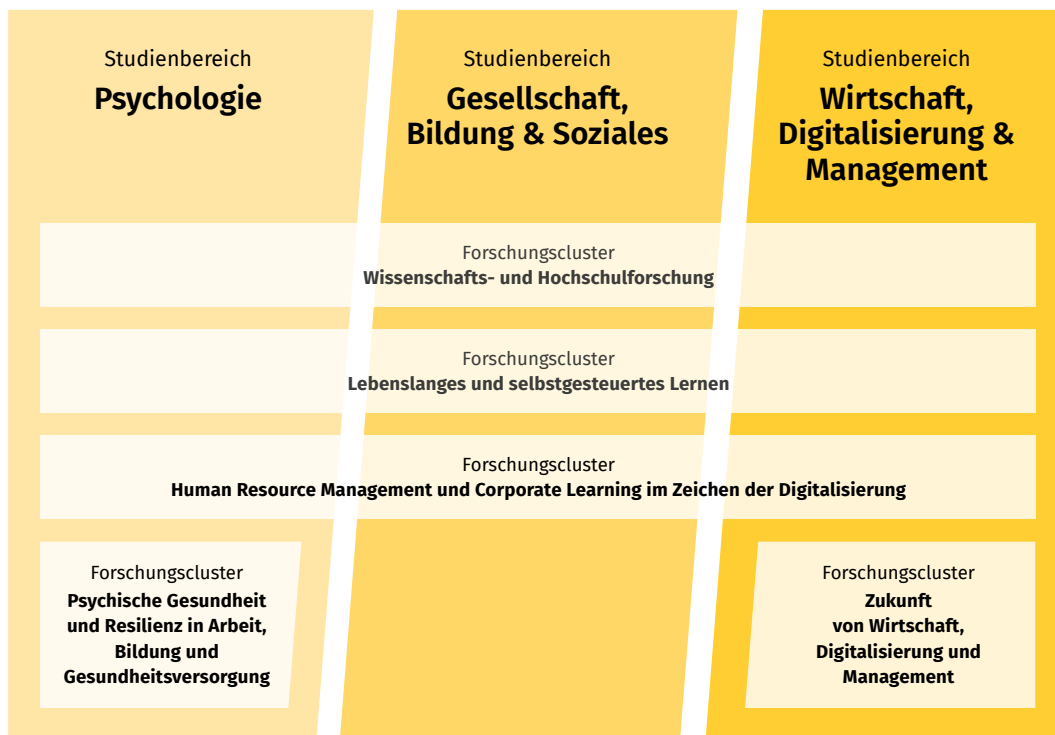 Studienbereich
Psychologie
Studienbereich
Gesellschaft,
Bildung & Soziales
Studienbereich
Wirtschaft,
Digitalisierung &
Management
Forschungscluster
Wissenschafts- und Hochschulforschung
Forschungscluster
Lebenslanges und selbstgesteuertes Lernen
Forschungscluster
Human Resource Management und Corporate Learning im Zeichen der Digitalisierung
Forschungscluster
Psychische Gesundheit
und Resilienz in Arbeit,
Bildung und
Gesundheitsversorgung
Forschungscluster
Zukunft
von Wirtschaft,
Digitalisierung und
Management